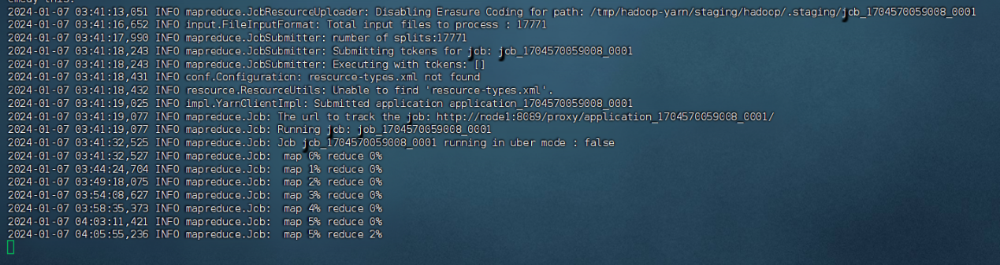 emedy this.
2024-01-07 03:41:13,051 INFO mapreduce.JobResourceUploader: Disabling Erasure Coding for path: /tmp/hadoop-yarn/staging/hadoop/.staging/job_1704570059008_0001
2024-01-07 03:41:16,652 INFO input.FileInputFormat: Total input files to process : 17771
2024-01-07 03:41:17,990 INFO mapreduce.JobSubmitter: number of splits:17771
2024-01-07 03:41:18,243 INFO mapreduce.JobSubmitter: Submitting tokens for job: job_1704570059008_0001
2024-01-07 03:41:18,243 INFO mapreduce.JobSubmitter: Executing with tokens: []
2024-01-07 03:41:18,431 INFO conf.Configuration: resource-types.xml not found
2024-01-07 03:41:18,432 INFO resource.ResourceUtils: Unable to find 'resource-types.xml'.
2024-01-07 03:41:19,025 INFO impl.YarnClientImpl: Submitted application application_1704570059008_0001
2024-01-07 03:41:19,077 INFO mapreduce.Job: The url to track the job: http://node1:8089/proxy/application_1704570059008_0001/
2024-01-07 03:41:19,077 INFO mapreduce.Job: Running job: job_1704570059008_0001
2024-01-07 03:41:32,525 INFO mapreduce.Job: Job job_1704570059008_0001 running in uber mode : false
2024-01-07 03:41:32,527 INFO mapreduce.Job:  map 0% reduce 0%
2024-01-07 03:44:24,704 INFO mapreduce.Job:  map 1% reduce 0%
2024-01-07 03:49:18,075 INFO mapreduce.Job:  map 2% reduce 0%
2024-01-07 03:54:08,627 INFO mapreduce.Job:  map 3% reduce 0%
2024-01-07 03:58:35,373 INFO mapreduce.Job:  map 4% reduce 0%
2024-01-07 04:03:11,421 INFO mapreduce.Job:  map 5% reduce 0%
2024-01-07 04:05:55,236 INFO mapreduce.Job:  map 5% reduce 2%